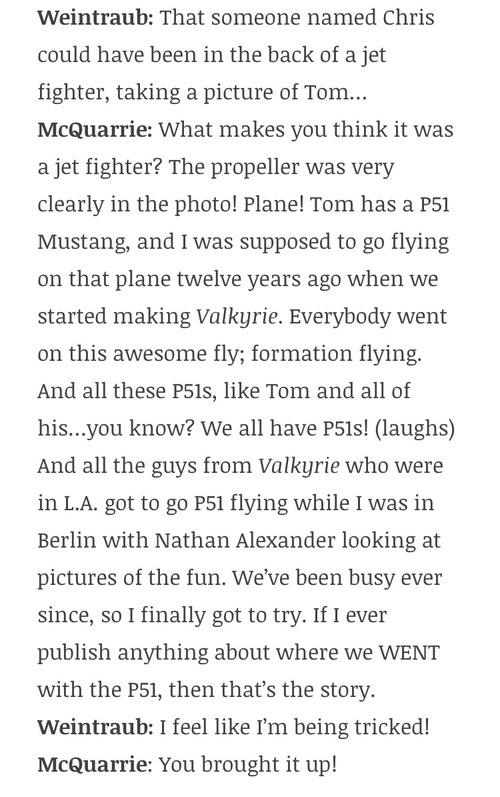 Weintraub: That someone named Chris
could have been in the back of a jet
fighter, taking a picture of Tom…
McQuarrie: What makes you think it was
a jet fighter? The propeller was very
clearly in the photo! Plane! Tom has a P51
Mustang, and I was supposed to go flying
on that plane twelve years ago when we
started making Valkyrie. Everybody went
on this awesome fly; formation flying.
And all these P51s, like Tom and all of
his…you know? We all have P51s! (laughs)
And all the guys from Valkyrie who were
in L.A. got to go P51 flying while I was in
Berlin with Nathan Alexander looking at
pictures of the fun. We’ve been busy ever
since, so I finally got to try. If I ever
publish anything about where we WENT
with the P51, then that’s the story.
Weintraub: I feel like I’m being tricked!
McQuarrie: You brought it up!